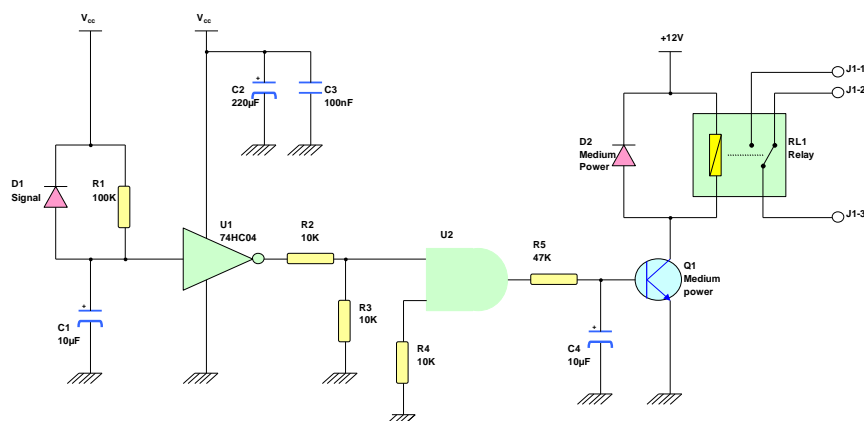 Vcc
Vcc
+12V
J1-1
J1-2
C2
220µF
C3
100nF
D2
Medium
Power
RL1
Relay
D1
Signal
R1
100K
J1-3
U1
74HC04
R2
10K
U2
R5
47K
Q1
Medium
power
R3
10K
C1
10µF
R4
10K
C4
10µF
+
+
+